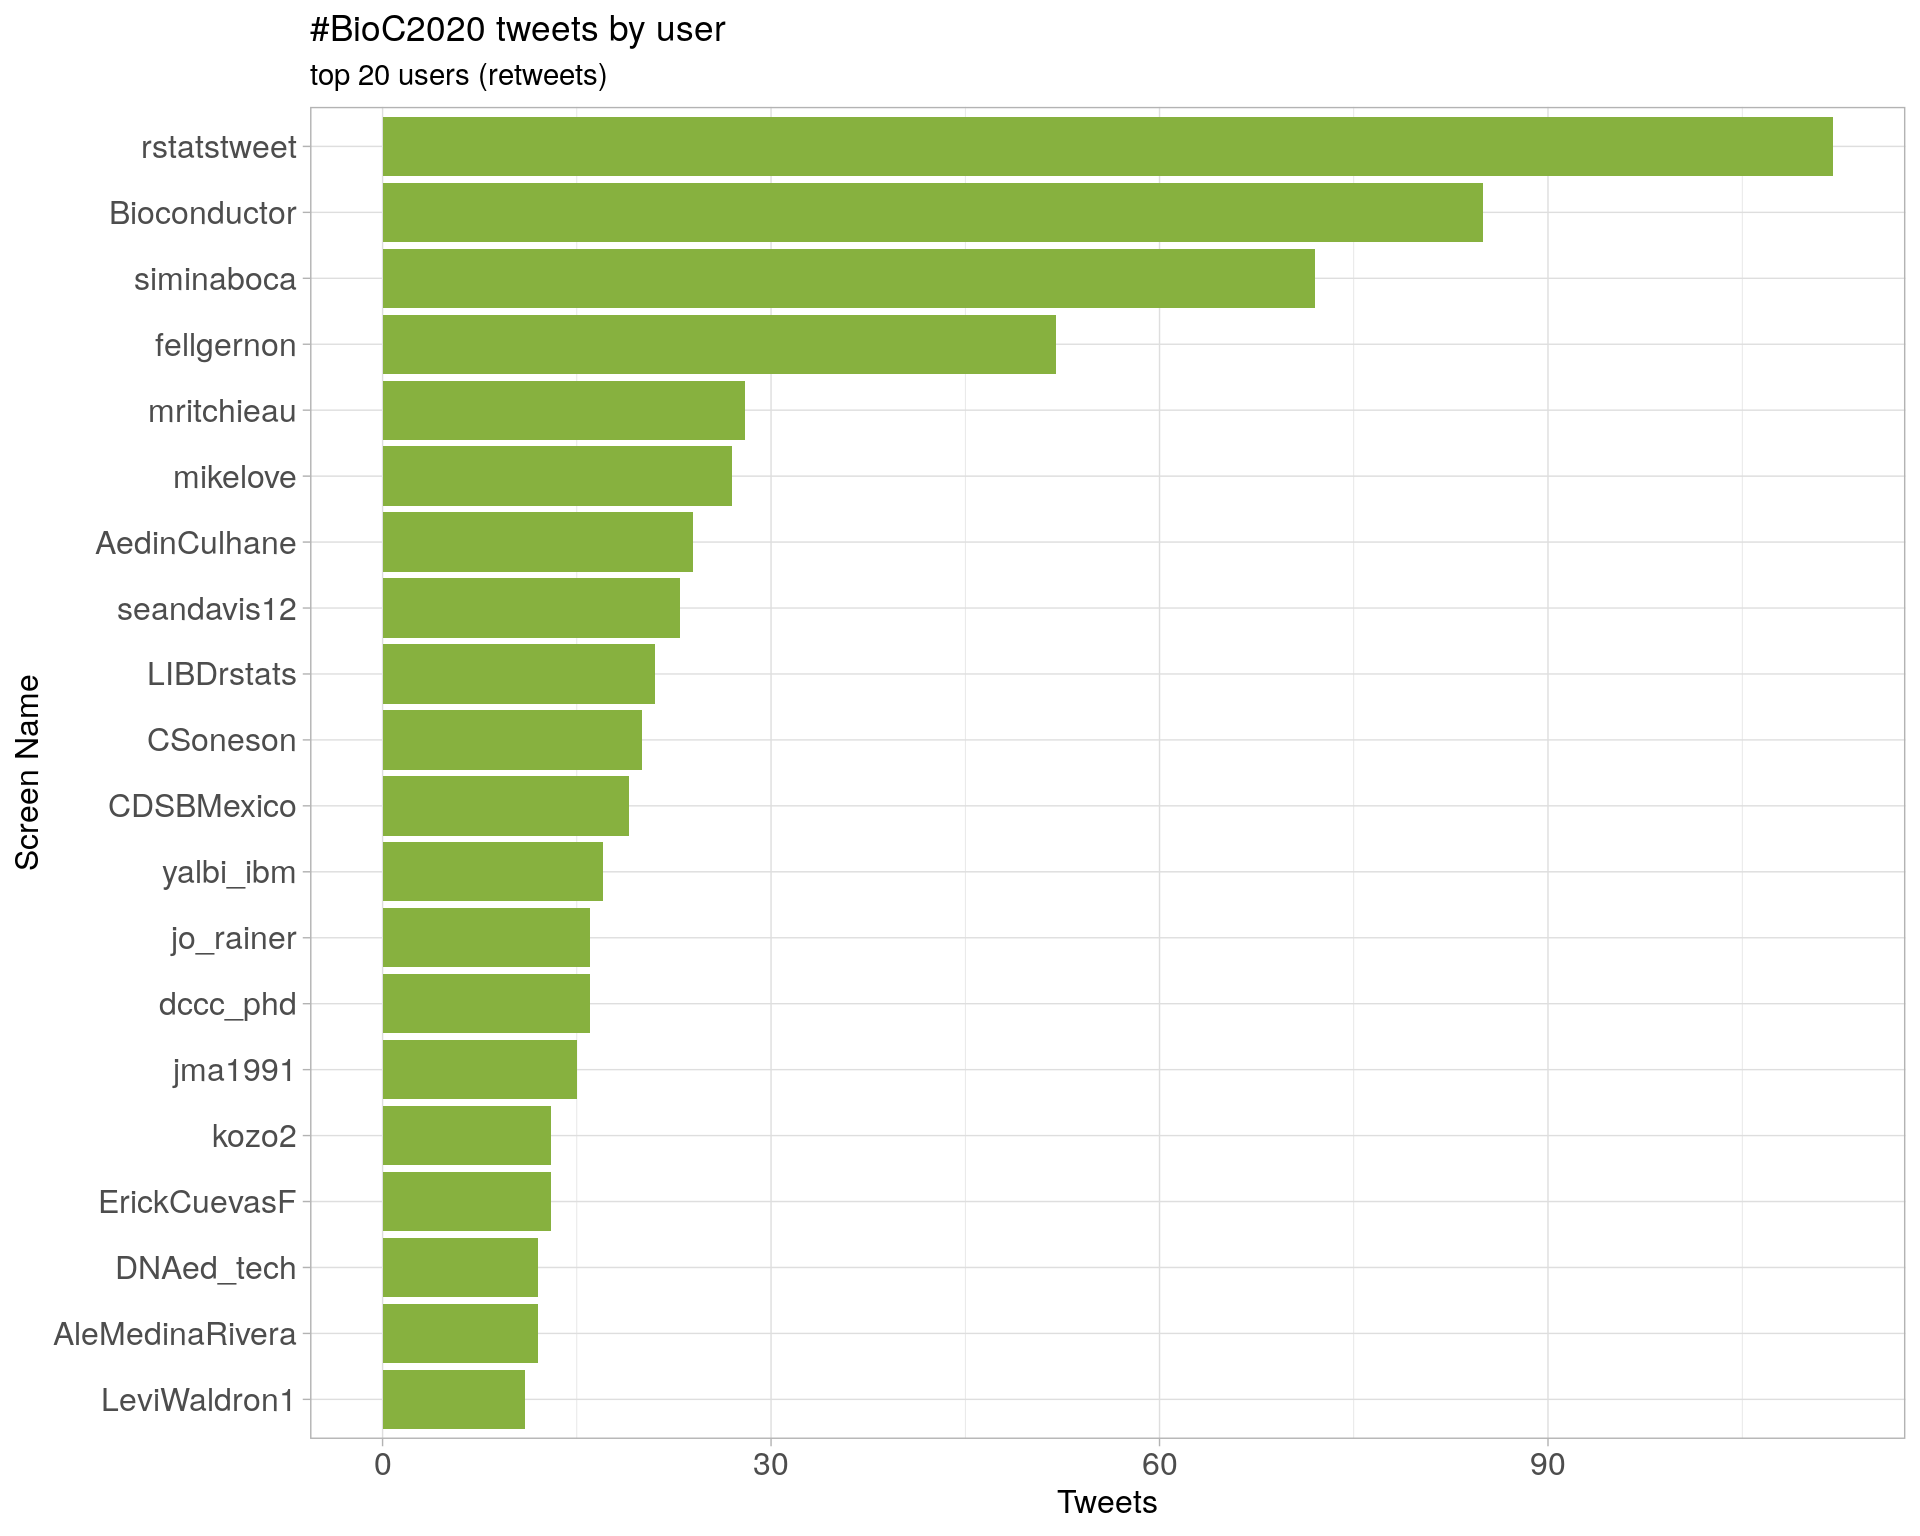 #BioC2020 tweets by user
top 20 users (retweets)
rstatstweet
Bioconductor
siminaboca
fellgernon
mritchieau
mikelove
AedinCulhane
seandavis12
LIBDrstats
CSoneson
CDSBMexico
yalbi_ibm
jo_rainer
dccc_phd
jma1991
kozo2
ErickCuevasF
DNAed_tech
AleMedinaRivera
LeviWaldron1
Screen Name
0 30 60 90
Tweets